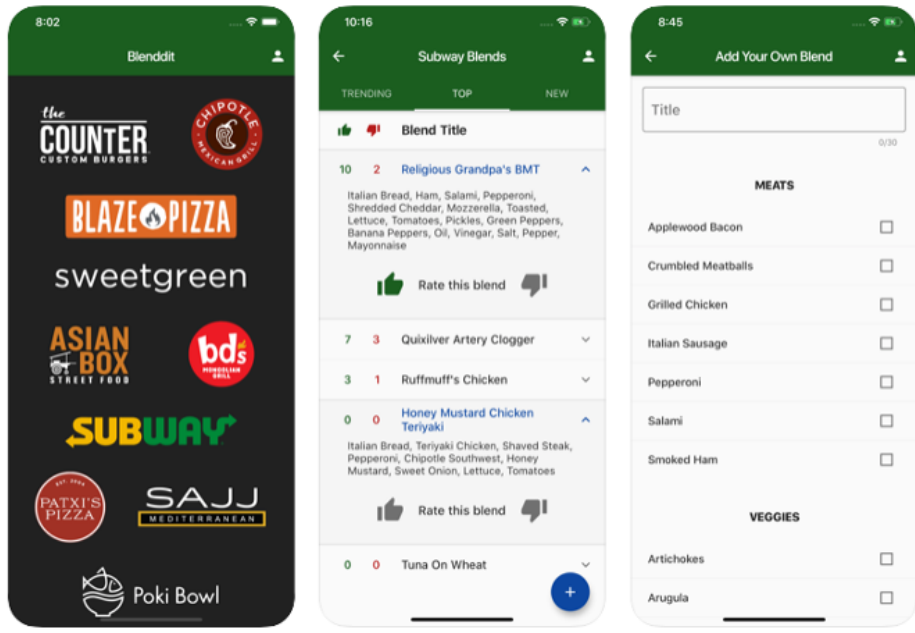 8:02
Blenddit
the
COUNTER
CUSTOM BURGERS
CHIPOTLE
MEXICAN GRILL
BLAZE PIZZA
sweetgreen
ASIAN
BOX
STREET FOOD
bd's
MONGOLIAN
GRILL
SUBWAY
EST. 2004
PATXI'S
PIZZA
SAJJ
MEDITERRANEAN
Poki Bowl
10:16
Subway Blends
TRENDING TOP NEW
Blend Title
10 2 Religious Grandpa's BMT
Italian Bread, Ham, Salami, Pepperoni,
Shredded Cheddar, Mozzerella, Toasted,
Lettuce, Tomatoes, Pickles, Green Peppers,
Banana Peppers, Oil, Vinegar, Salt, Pepper,
Mayonnaise
Rate this blend
7 3 Quixilver Artery Clogger
3 1 Ruffmuff's Chicken
0 0 Honey Mustard Chicken
Teriyaki
Italian Bread, Teriyaki Chicken, Shaved Steak,
Pepperoni, Chipotle Southwest, Honey
Mustard, Sweet Onion, Lettuce, Tomatoes
Rate this blend
0 0 Tuna On Wheat
+
8:45
Add Your Own Blend
Title
0/30
MEATS
Applewood Bacon
Crumbled Meatballs
Grilled Chicken
Italian Sausage
Pepperoni
Salami
Smoked Ham
VEGGIES
Artichokes
Arugula